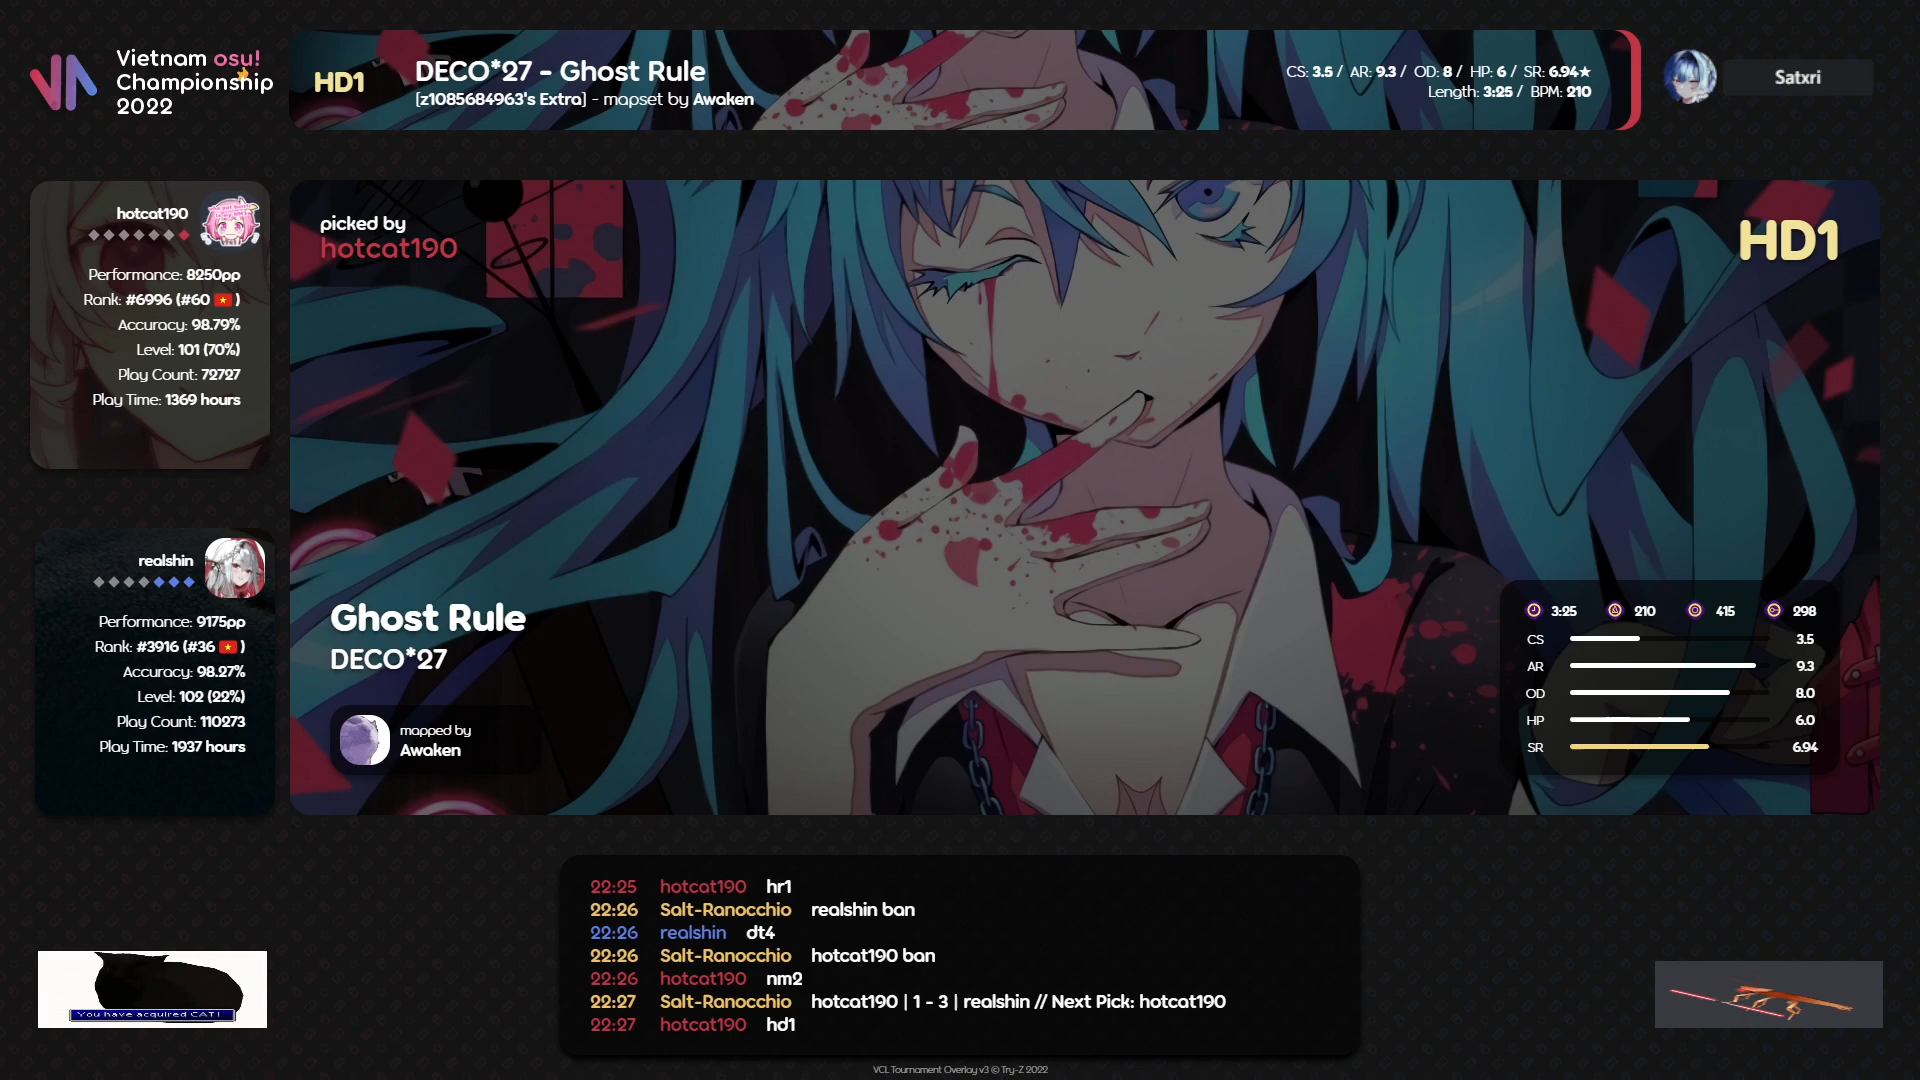 Vietnam osu!
Championship
2022
HD1
DECO*27 - Ghost Rule
[z1085684963's Extra] - mapset by Awaken
CS: 3.5 / AR: 9.3 / OD: 8 / HP: 6 / SR: 6.94★
Length: 3:25 / BPM: 210
Satxri
hotcat190
Performance: 8250pp
Rank: #6996 (#60 🇻🇳 )
Accuracy: 98.79%
Level: 101 (70%)
Play Count: 72727
Play Time: 1369 hours
realshin
Performance: 9175pp
Rank: #3916 (#36 🇻🇳 )
Accuracy: 98.27%
Level: 102 (22%)
Play Count: 110273
Play Time: 1937 hours
picked by
hotcat190
HD1
Ghost Rule
DECO*27
mapped by
Awaken
3:25 210 415 298
CS 3.5
AR 9.3
OD 8.0
HP 6.0
SR 6.94
22:25 hotcat190 hr1
22:26 Salt-Ranocchio realshin ban
22:26 realshin dt4
22:26 Salt-Ranocchio hotcat190 ban
22:26 hotcat190 nm2
22:27 Salt-Ranocchio hotcat190 | 1 - 3 | realshin // Next Pick: hotcat190
22:27 hotcat190 hd1
You have acquired CAT!
VCL Tournament Overlay v3 © Try-Z 2022